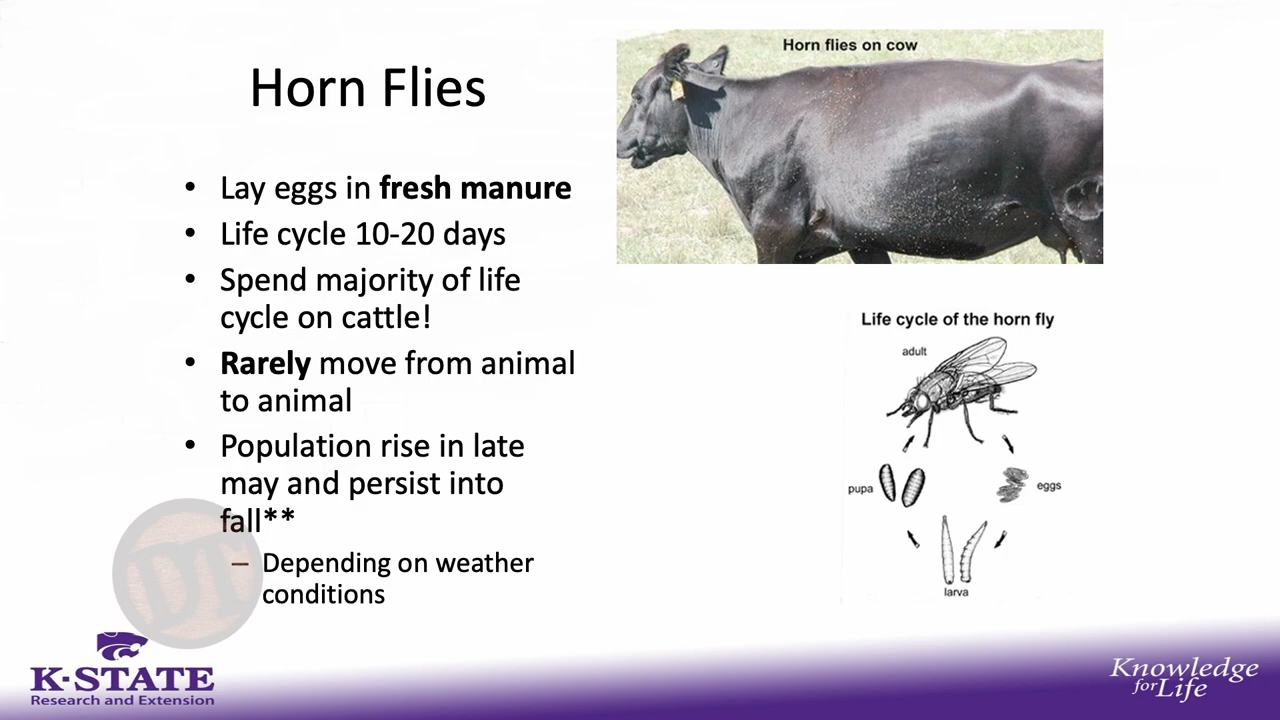 Horn Flies
• Lay eggs in fresh manure
• Life cycle 10-20 days
• Spend majority of life
cycle on cattle!
• Rarely move from animal
to animal
• Population rise in late
may and persist into
fall**
– Depending on weather
conditions
Horn flies on cow
Life cycle of the horn fly
adult
pupa
eggs
larva
DT
K-STATE
Research and Extension
Knowledge
for Life